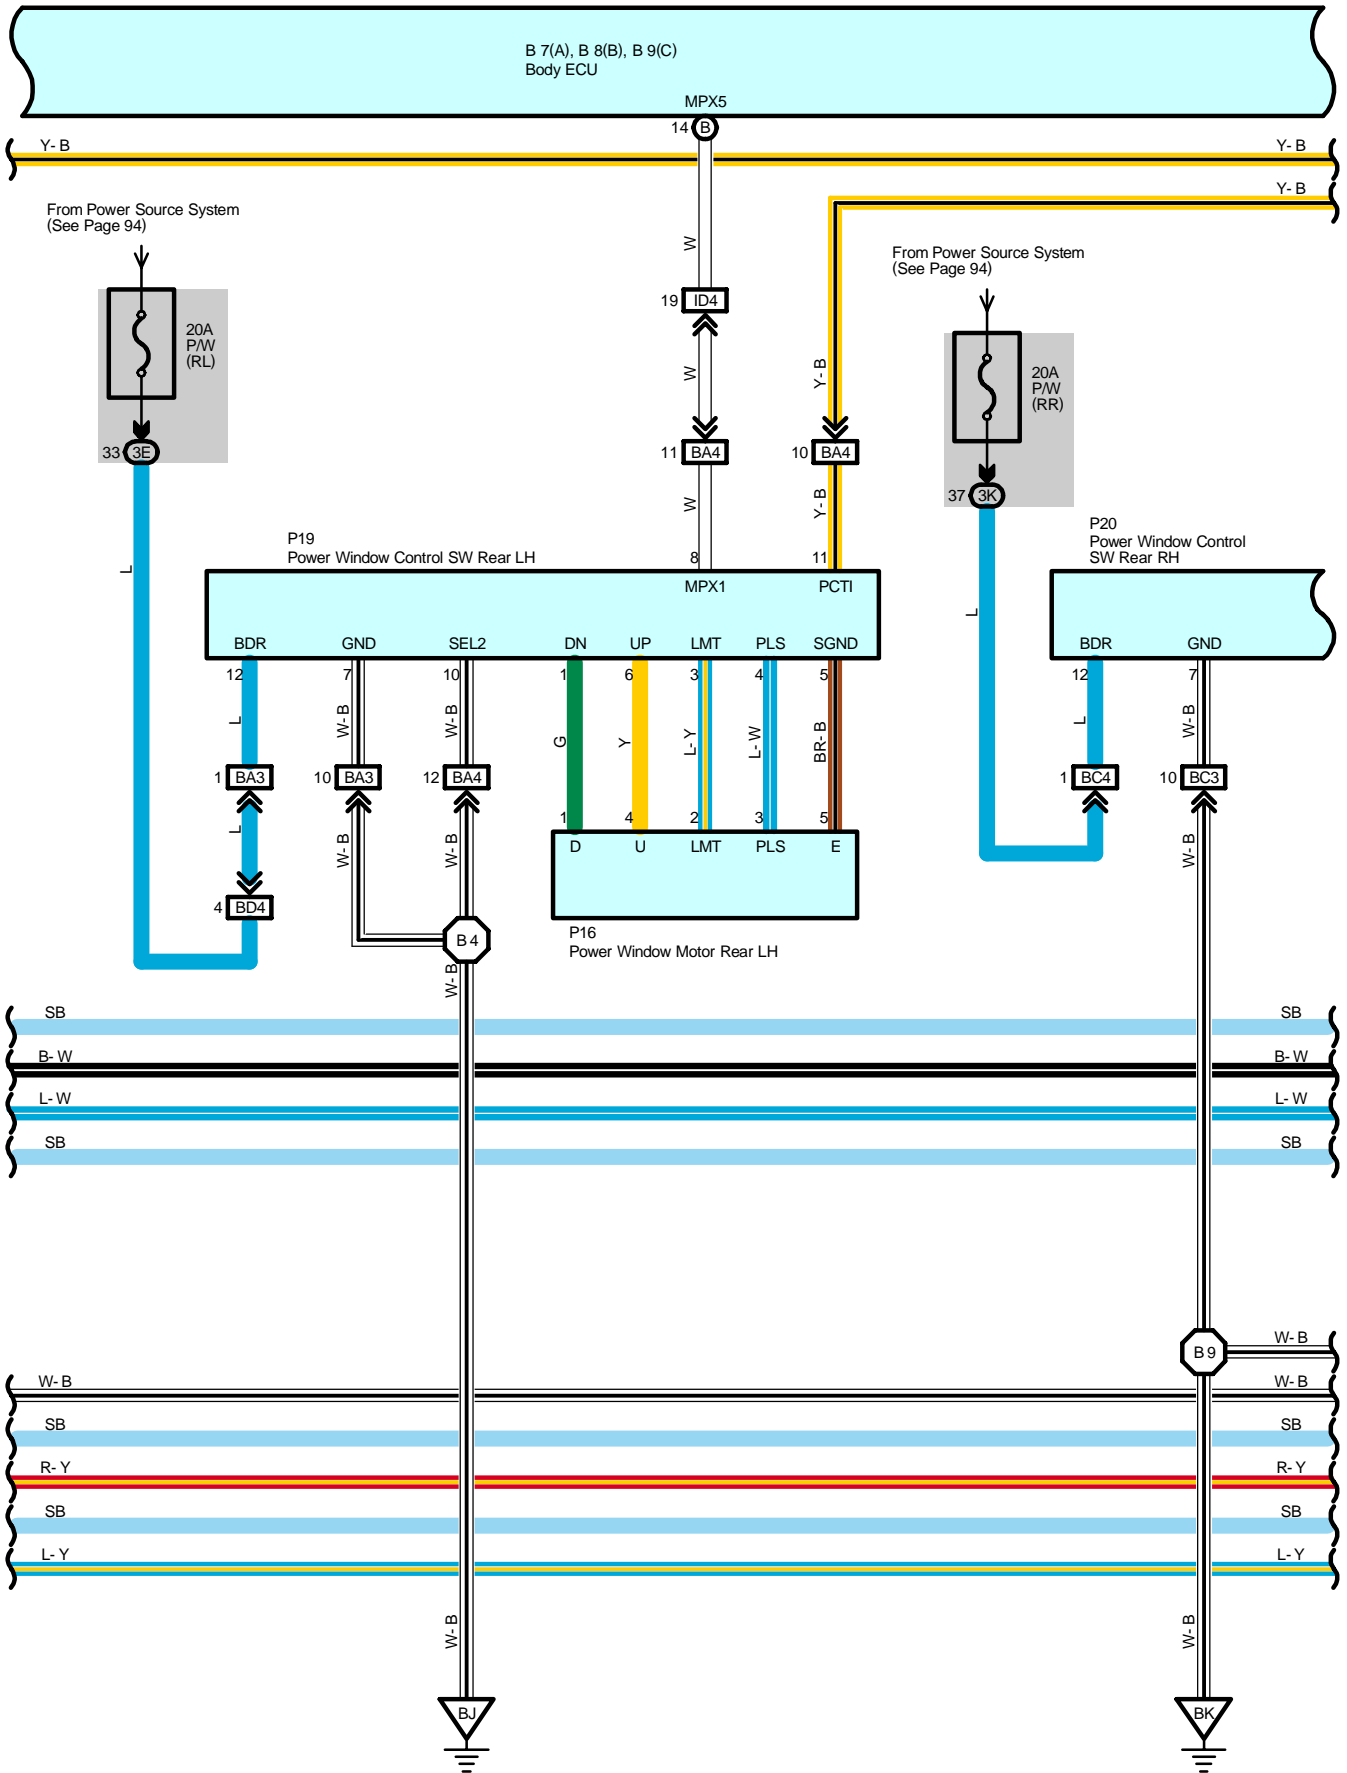 B 7(A), B 8(B), B 9(C)
Body ECU
MPX5
14 B
Y- B Y- B
Y- B
From Power Source System
(See Page 94)
From Power Source System
(See Page 94)
W
19 ID4
20A
P/W
(RL)
20A
P/W
(RR)
W
Y- B
33 3E
11 BA4
10 BA4
37 3K
W
Y- B
P19
Power Window Control SW Rear LH
8
11
P20
Power Window Control
SW Rear RH
L
MPX1
PCTI
L
BDR GND SEL2 DN UP LMT PLS SGND
BDR GND
12 7 10 1 6 3 4 5
12 7
L W- B W- B G Y L- Y L- W BR- B
L W- B
1 BA3
10 BA3
12 BA4
1 BC4
10 BC3
1 4 2 3 5
L W- B W- B W- B
D U LMT PLS E
4 BD4
B 4
P16
Power Window Motor Rear LH
W- B
SB SB
B- W B- W
L- W L- W
SB SB
B 9
W- B
W- B W- B
SB SB
R- Y R- Y
SB SB
L- Y L- Y
W- B W- B
BJ BK